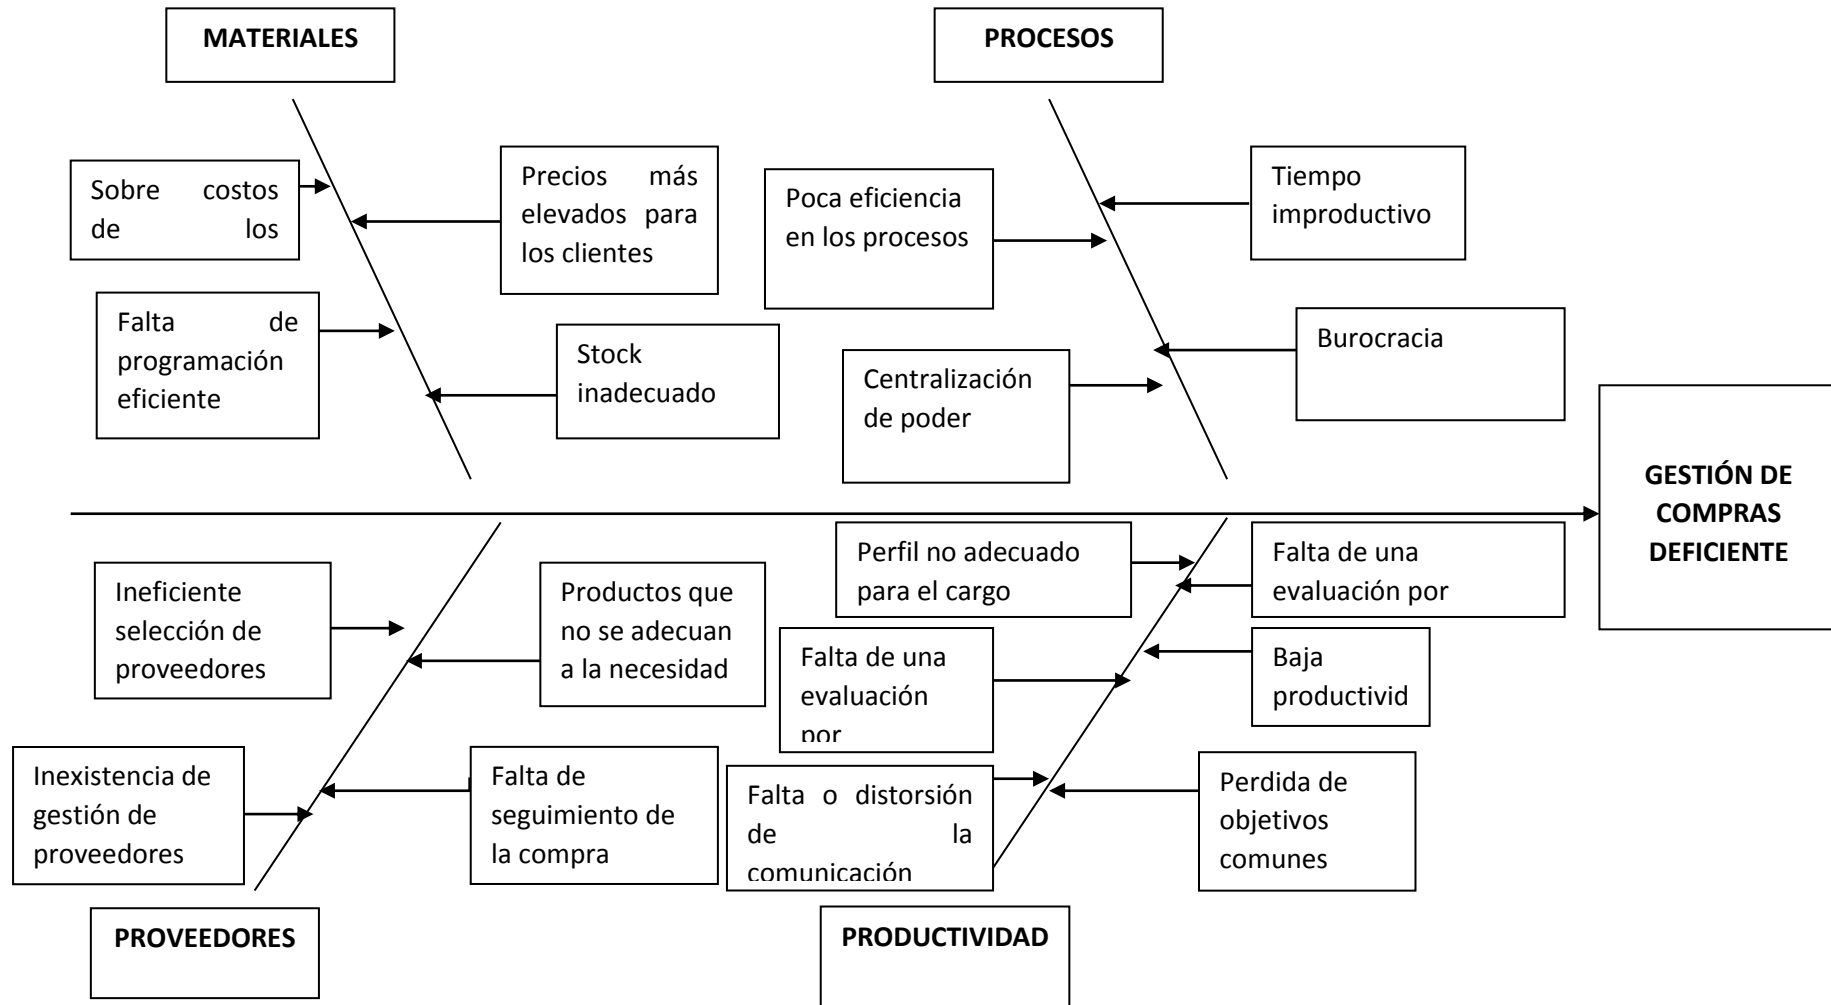 MATERIALES
PROCESOS
Sobre costos
de los
Precios más
elevados para
los clientes
Falta de
programación
eficiente
Stock
inadecuado
Poca eficiencia
en los procesos
Tiempo
improductivo
Centralización
de poder
Burocracia
GESTIÓN DE
COMPRAS
DEFICIENTE
Ineficiente
selección de
proveedores
Productos que
no se adecuan
a la necesidad
Inexistencia de
gestión de
proveedores
Falta de
seguimiento de
la compra
Perfil no adecuado
para el cargo
Falta de una
evaluación por
Falta de una
evaluación
por
Baja
productivid
Falta o distorsión
de la
comunicación
Perdida de
objetivos
comunes
PROVEEDORES
PRODUCTIVIDAD